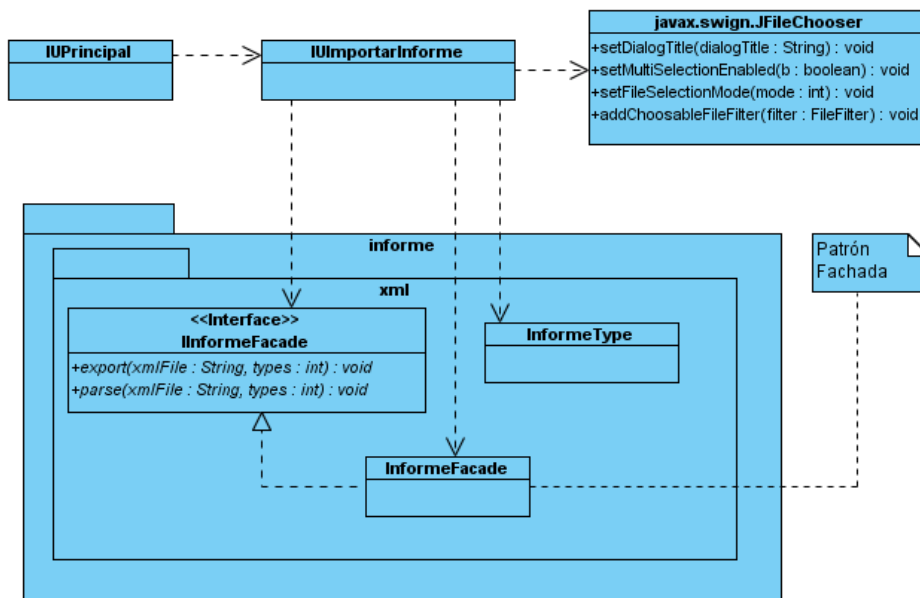 IUPrincipal
IUImportarInforme
javax.swign.JFileChooser
+setDialogTitle(dialogTitle : String) : void
+setMultiSelectionEnabled(b : boolean) : void
+setFileSelectionMode(mode : int) : void
+addChoosableFileFilter(filter : FileFilter) : void
informe
xml
Patrón
Fachada
<<Interface>>
IInformeFacade
+export(xmlFile : String, types : int) : void
+parse(xmlFile : String, types : int) : void
InformeType
InformeFacade